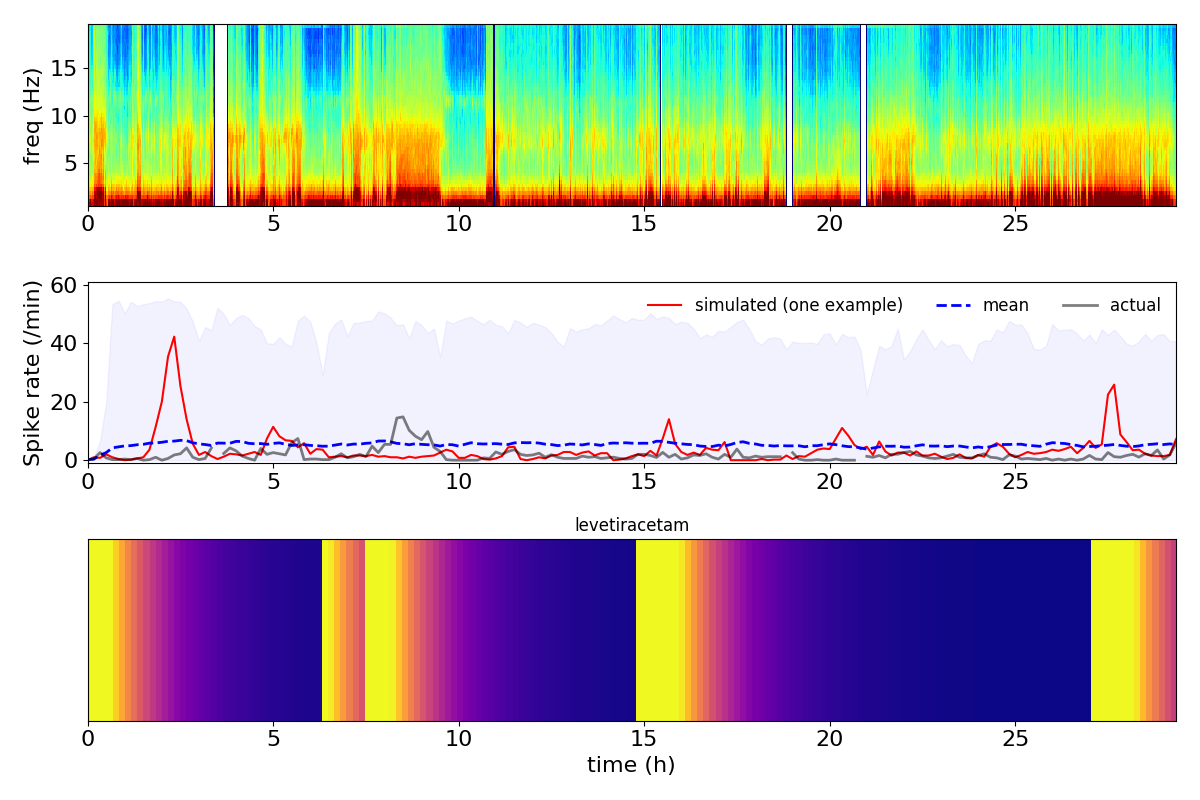 freq (Hz)
15
10
5
0 5 10 15 20 25
Spike rate (/min)
60
40
20
0
simulated (one example) mean actual
0 5 10 15 20 25
levetiracetam
0 5 10 15 20 25
time (h)